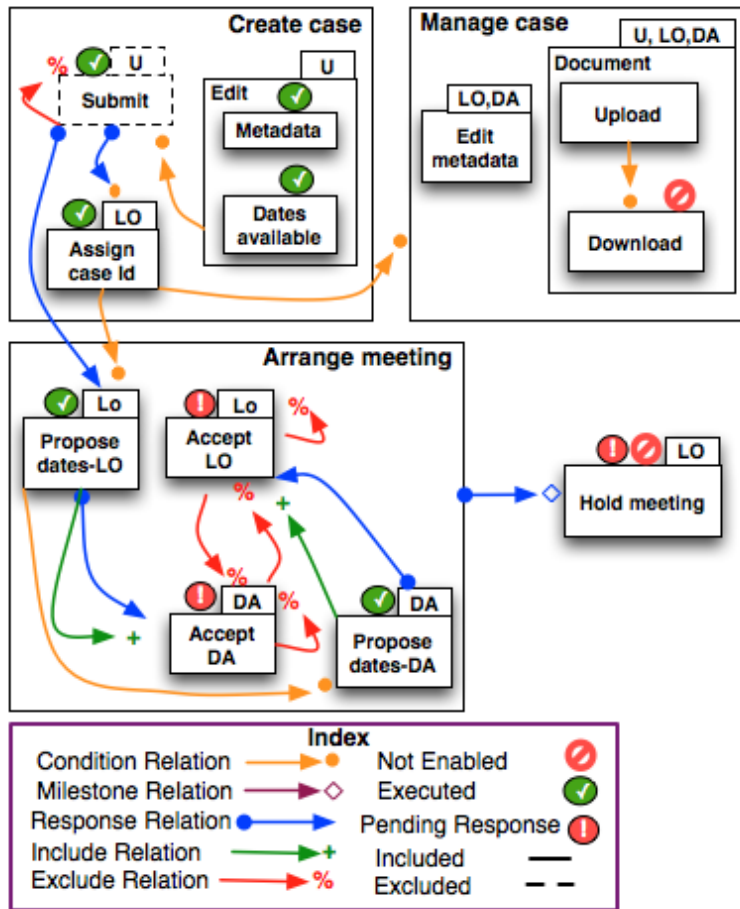 Create case
%
U
Submit
U
Edit
Metadata
Dates
available
LO
Assign
case Id
Manage case
U, LO,DA
Document
LO,DA
Edit
metadata
Upload
Download
Arrange meeting
Lo
Propose
dates-LO
! Lo
Accept
LO
%
%
+
%
! DA
Accept
DA
%
+
DA
Propose
dates-DA
! LO
Hold meeting
Index
Condition Relation
Not Enabled
Milestone Relation
Executed
Response Relation
Pending Response !
Include Relation +
Included
Exclude Relation %
Excluded